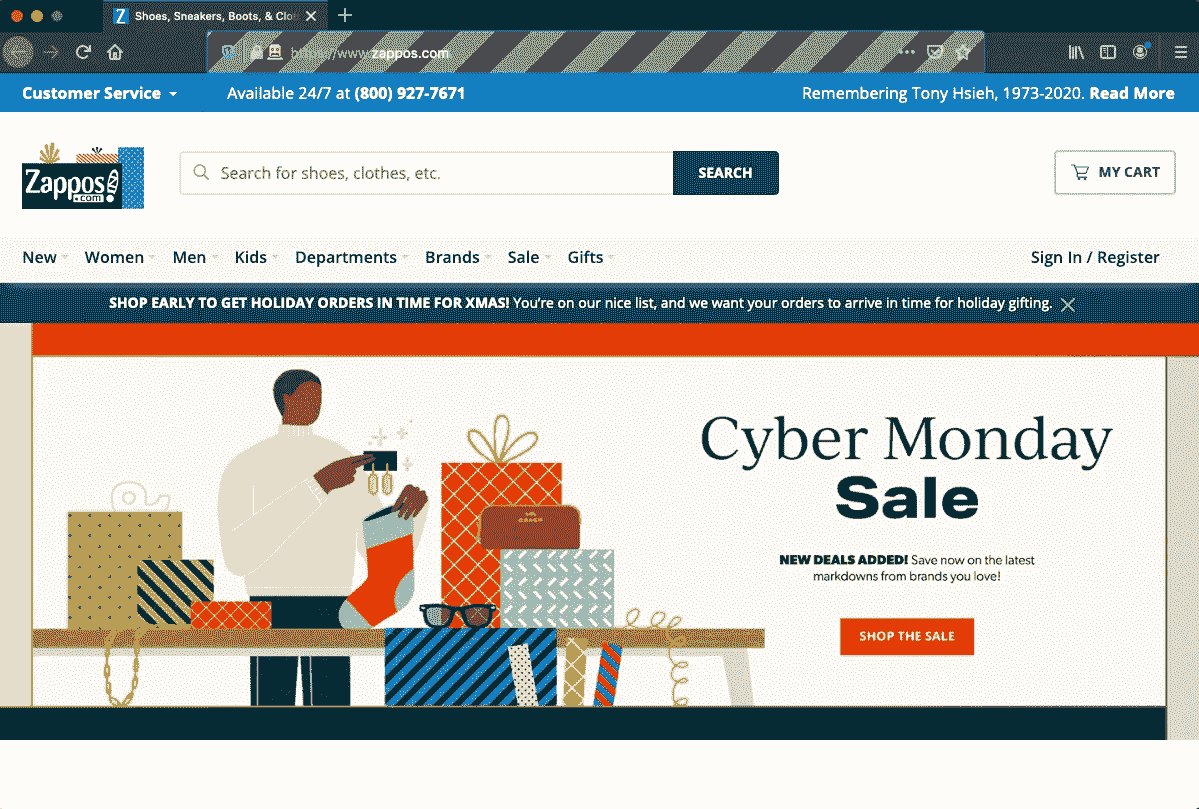 Shoes, Sneakers, Boots, & Clo
https://www.zappos.com
Customer Service
Available 24/7 at (800) 927-7671
Remembering Tony Hsieh, 1973-2020. Read More
Zappos
.com
Search for shoes, clothes, etc.
SEARCH
MY CART
New Women Men Kids Departments Brands Sale Gifts
Sign In / Register
SHOP EARLY TO GET HOLIDAY ORDERS IN TIME FOR XMAS! You're on our nice list, and we want your orders to arrive in time for holiday gifting.
COACH
Cyber Monday
Sale
NEW DEALS ADDED! Save now on the latest
markdowns from brands you love!
SHOP THE SALE